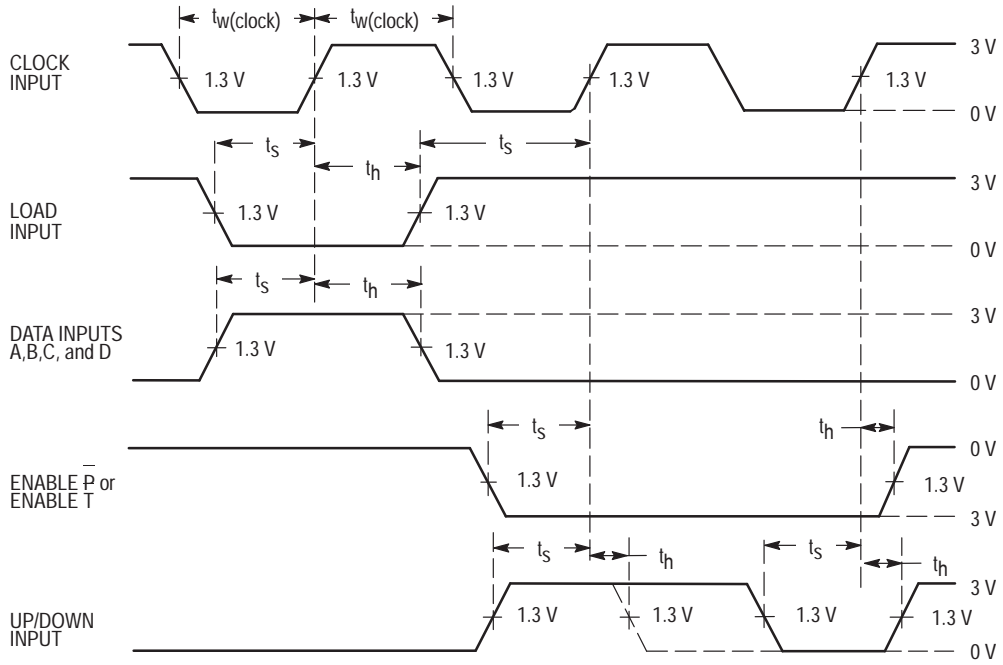 tw(clock) tw(clock)
3 V
CLOCK
INPUT
1.3 V 1.3 V 1.3 V 1.3 V 1.3 V
0 V
ts th ts
3 V
LOAD
INPUT
1.3 V 1.3 V
0 V
ts th
3 V
DATA INPUTS
A,B,C, and D
1.3 V 1.3 V
0 V
ts th
0 V
ENABLE P̅ or
ENABLE T
1.3 V 1.3 V
3 V
ts th ts th
3 V
UP/DOWN
INPUT
1.3 V 1.3 V 1.3 V 1.3 V
0 V